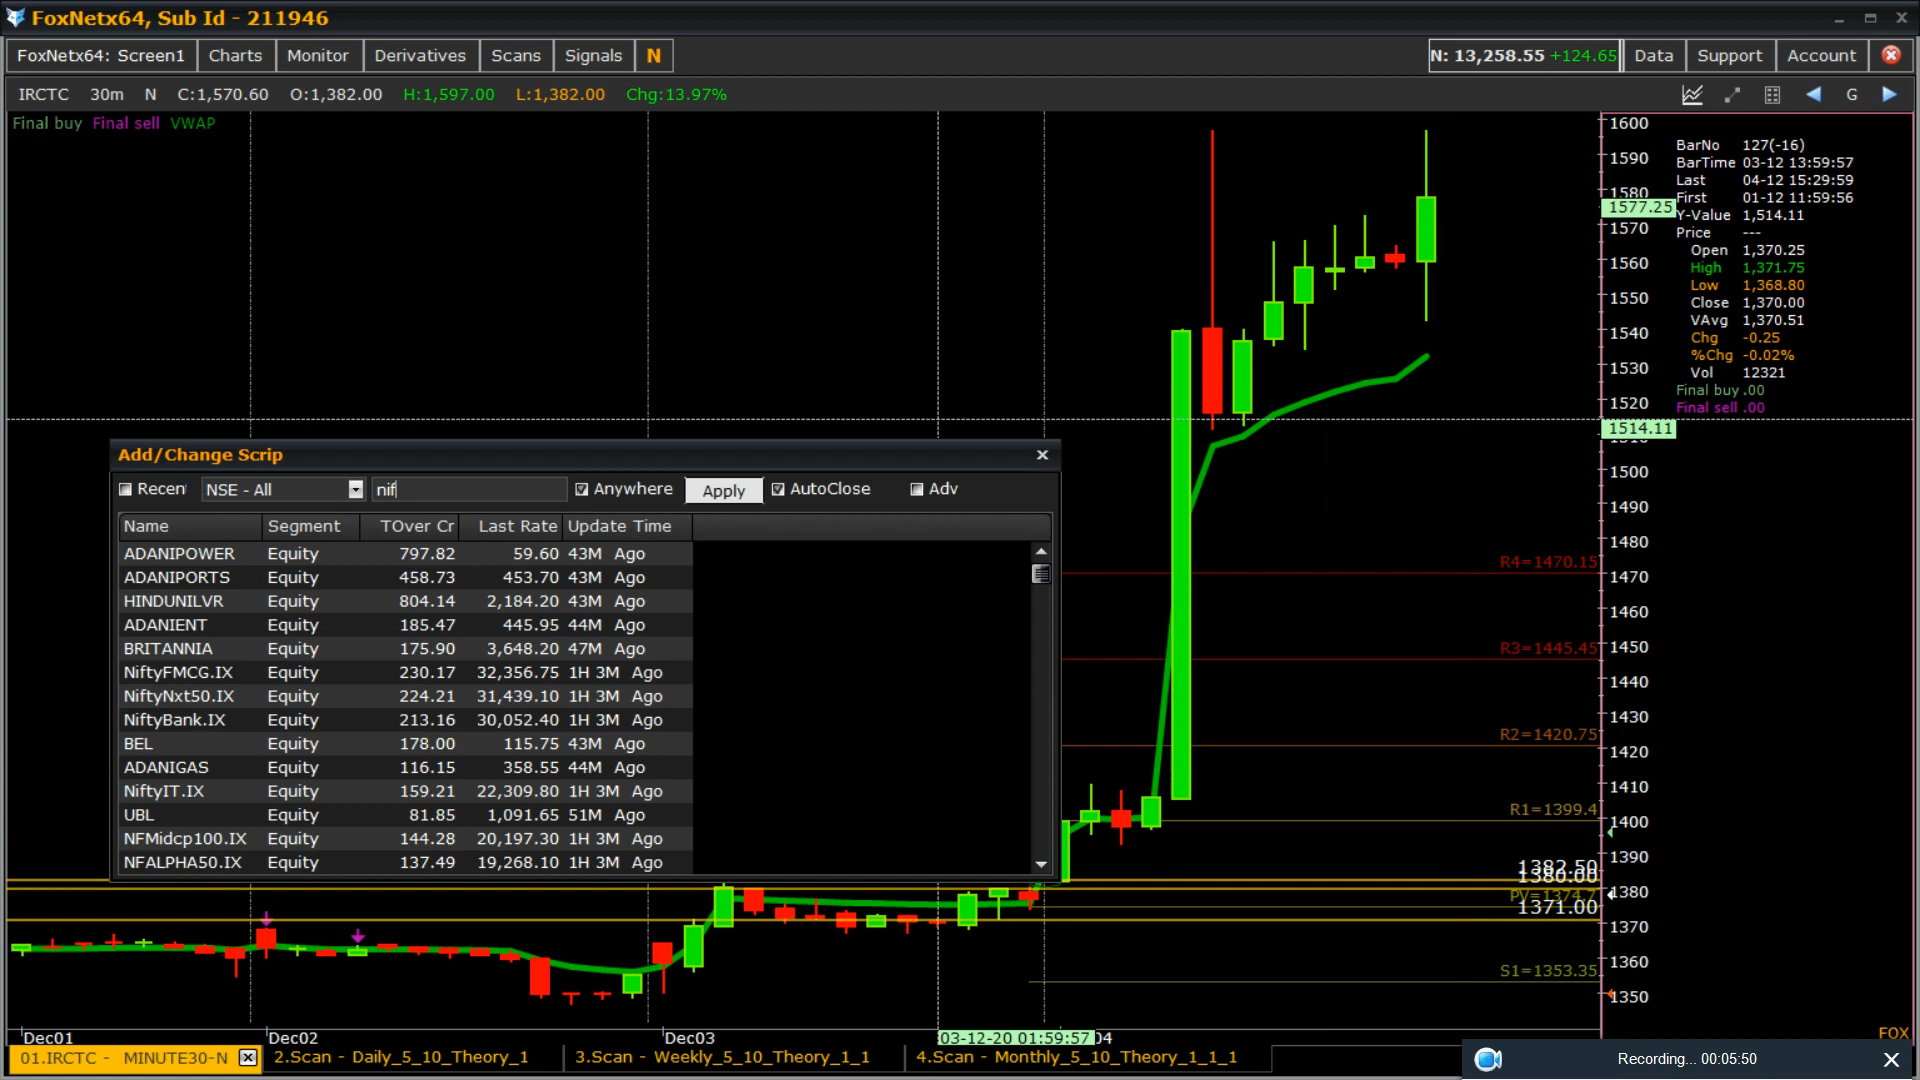 FoxNetx64, Sub Id - 211946
FoxNetx64: Screen1 Charts Monitor Derivatives Scans Signals N N: 13,258.55 +124.65 Data Support Account
IRCTC 30m N C:1,570.60 O:1,382.00 H:1,597.00 L:1,382.00 Chg:13.97% G
Final buy Final sell VWAP
1600
1590
1580
1577.25
1570
1560
1550
1540
1530
1520
1514.11
1500
1490
1480
1470
1460
1450
1440
1430
1420
1410
1400
1390
1380
1370
1360
1350
BarNo 127(-16)
BarTime 03-12 13:59:57
Last 04-12 15:29:59
First 01-12 11:59:56
Y-Value 1,514.11
Price ---
Open 1,370.25
High 1,371.75
Low 1,368.80
Close 1,370.00
VAvg 1,370.51
Chg -0.25
%Chg -0.02%
Vol 12321
Final buy .00
Final sell .00
R4=1470.15
R3=1445.45
R2=1420.75
R1=1399.4
1382.50
1380.00
PV=1374.7
1371.00
S1=1353.35
Add/Change Scrip
Recent NSE - All nif Anywhere Apply AutoClose Adv
Name Segment TOver Cr Last Rate Update Time
ADANIPOWER Equity 797.82 59.60 43M Ago
ADANIPORTS Equity 458.73 453.70 43M Ago
HINDUNILVR Equity 804.14 2,184.20 43M Ago
ADANIENT Equity 185.47 445.95 44M Ago
BRITANNIA Equity 175.90 3,648.20 47M Ago
NiftyFMCG.IX Equity 230.17 32,356.75 1H 3M Ago
NiftyNxt50.IX Equity 224.21 31,439.10 1H 3M Ago
NiftyBank.IX Equity 213.16 30,052.40 1H 3M Ago
BEL Equity 178.00 115.75 43M Ago
ADANIGAS Equity 116.15 358.55 44M Ago
NiftyIT.IX Equity 159.21 22,309.80 1H 3M Ago
UBL Equity 81.85 1,091.65 51M Ago
NFMidcp100.IX Equity 144.28 20,197.30 1H 3M Ago
NFALPHA50.IX Equity 137.49 19,268.10 1H 3M Ago
Dec01 Dec02 Dec03 03-12-20 01:59:57 04
FOX
01.IRCTC - MINUTE30-N 2.Scan - Daily_5_10_Theory_1 3.Scan - Weekly_5_10_Theory_1_1 4.Scan - Monthly_5_10_Theory_1_1_1
Recording... 00:05:50